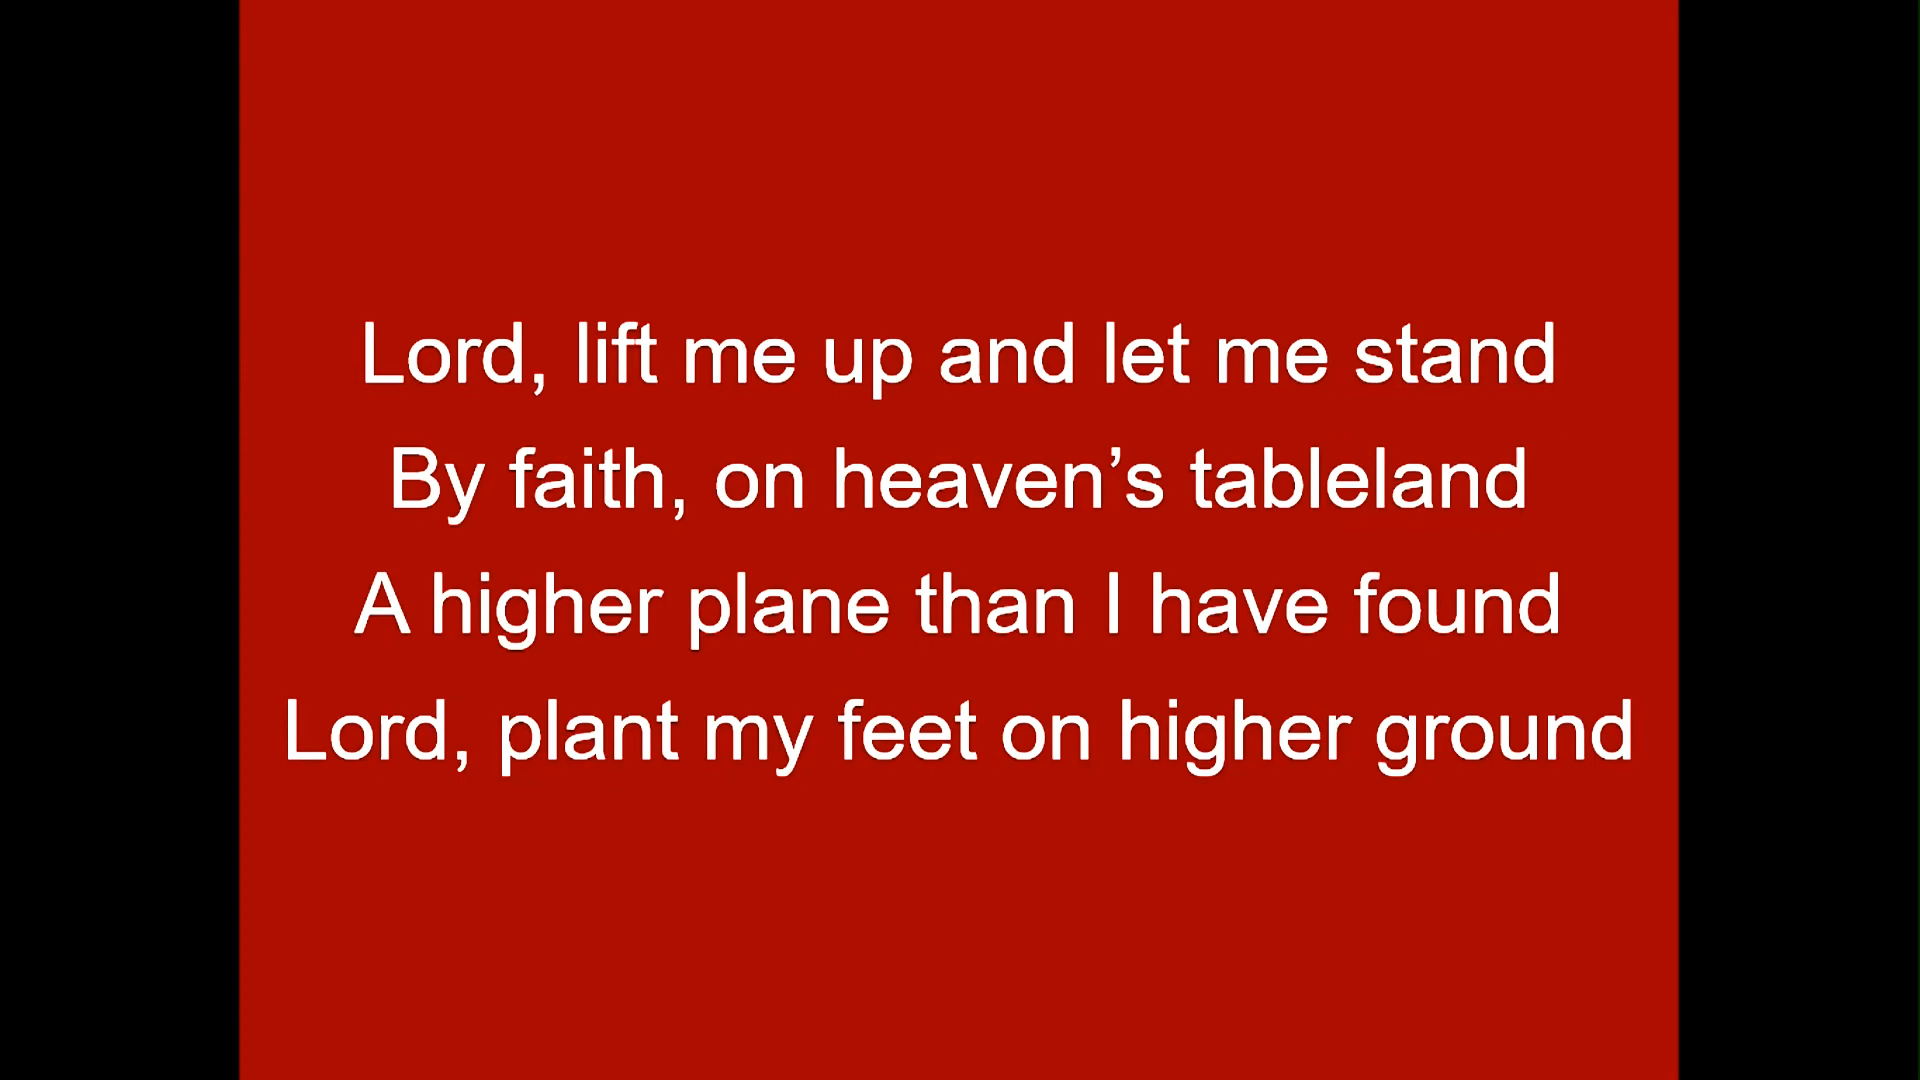 Lord, lift me up and let me stand
By faith, on heaven’s tableland
A higher plane than I have found
Lord, plant my feet on higher ground